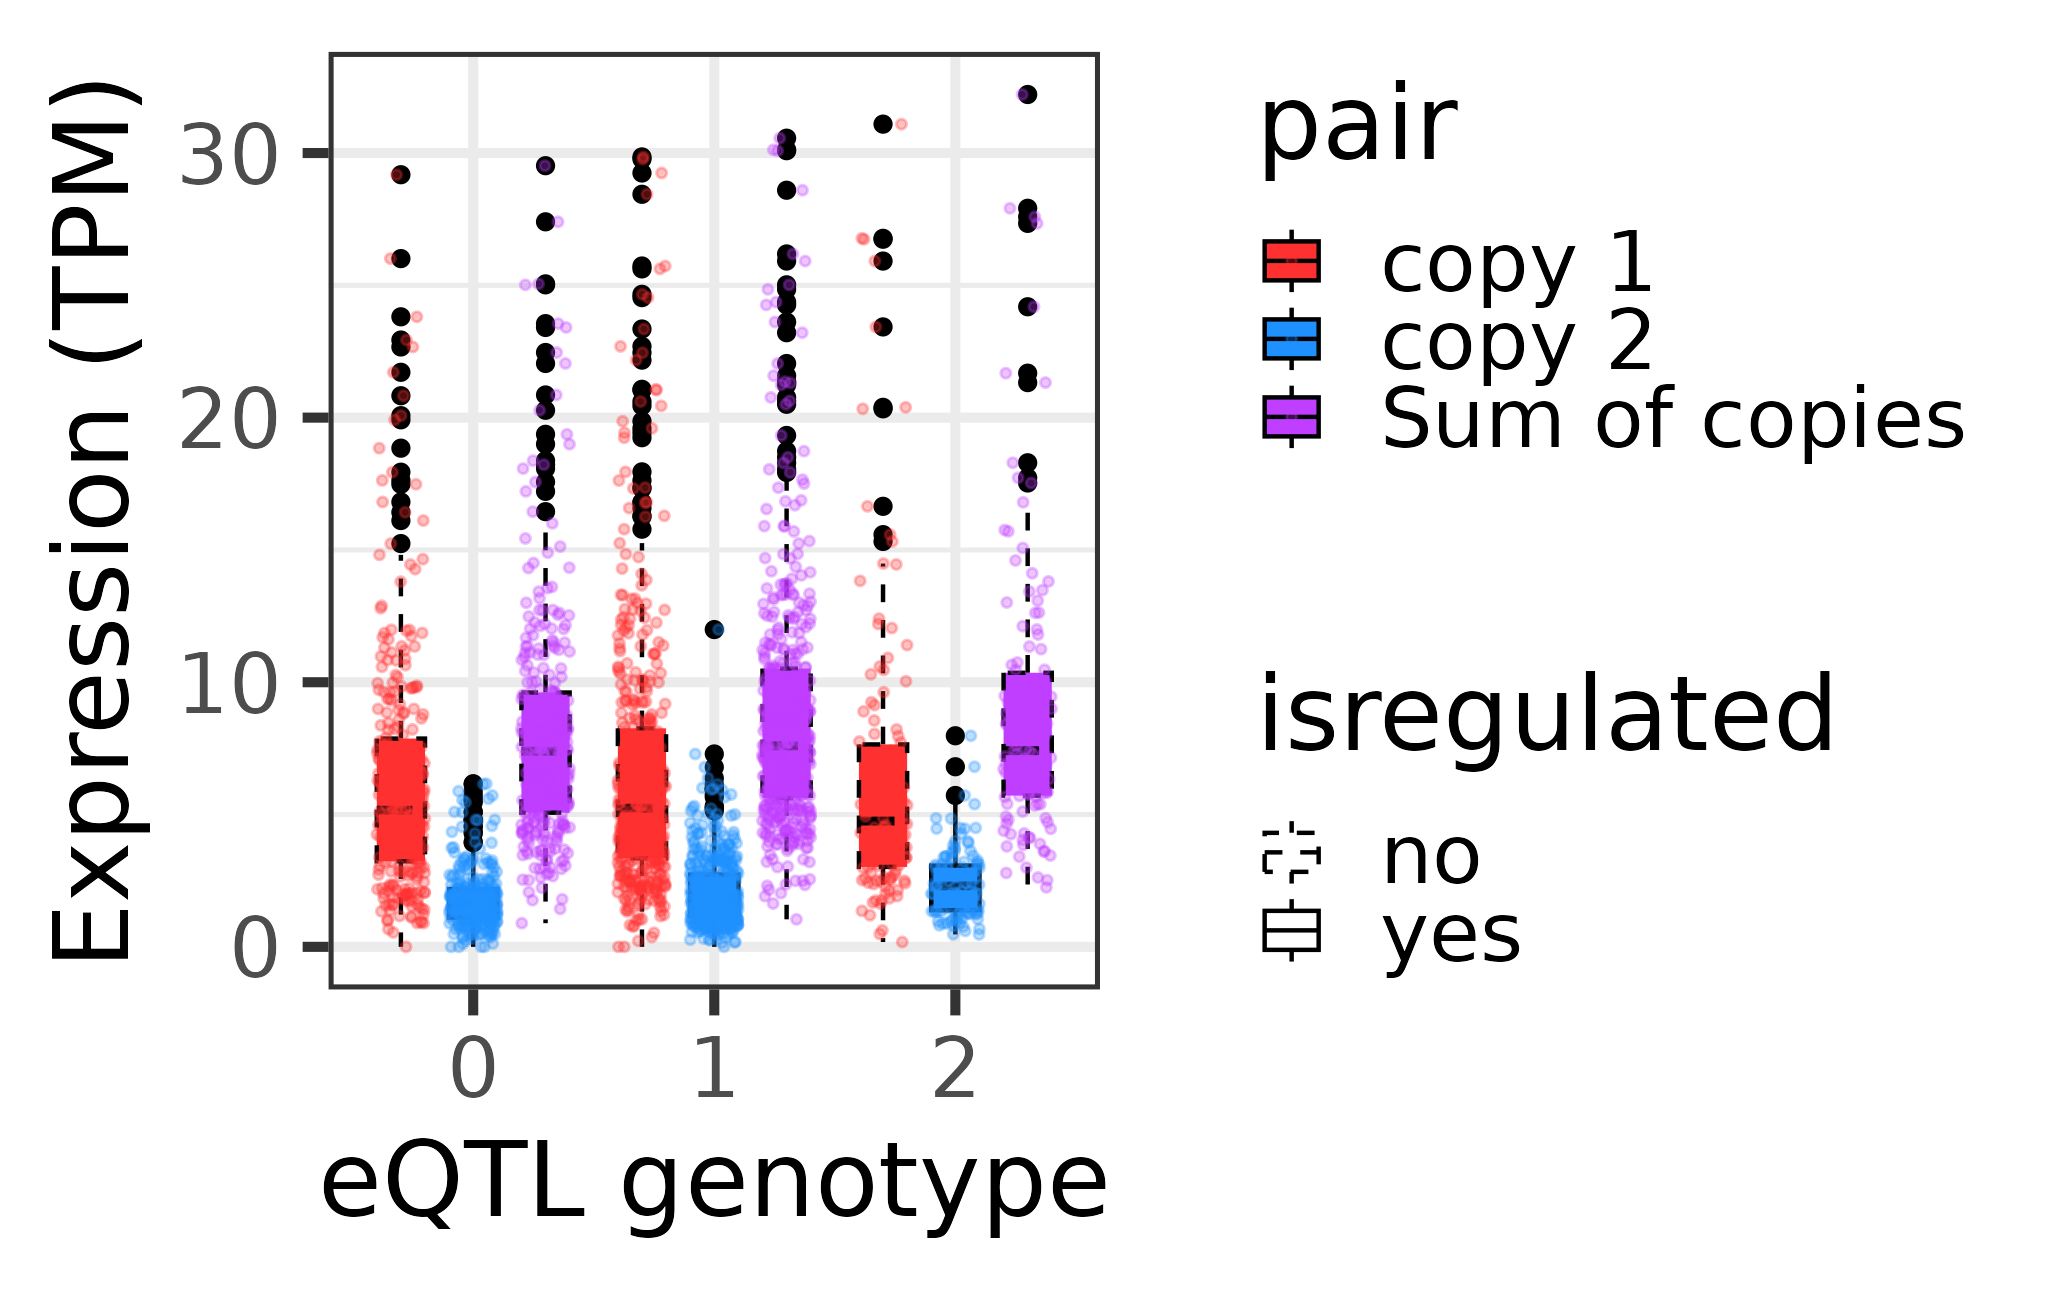 Expression (TPM)
30
20
10
0
0 1 2
eQTL genotype
pair
copy 1
copy 2
Sum of copies
isregulated
no
yes